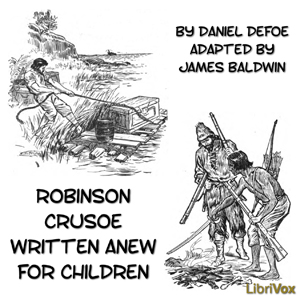 BY DANIEL DEFOE
ADAPTED BY
JAMES BALDWIN
ROBINSON
CRUSOE
WRITTEN ANEW
FOR CHILDREN
LibriVox